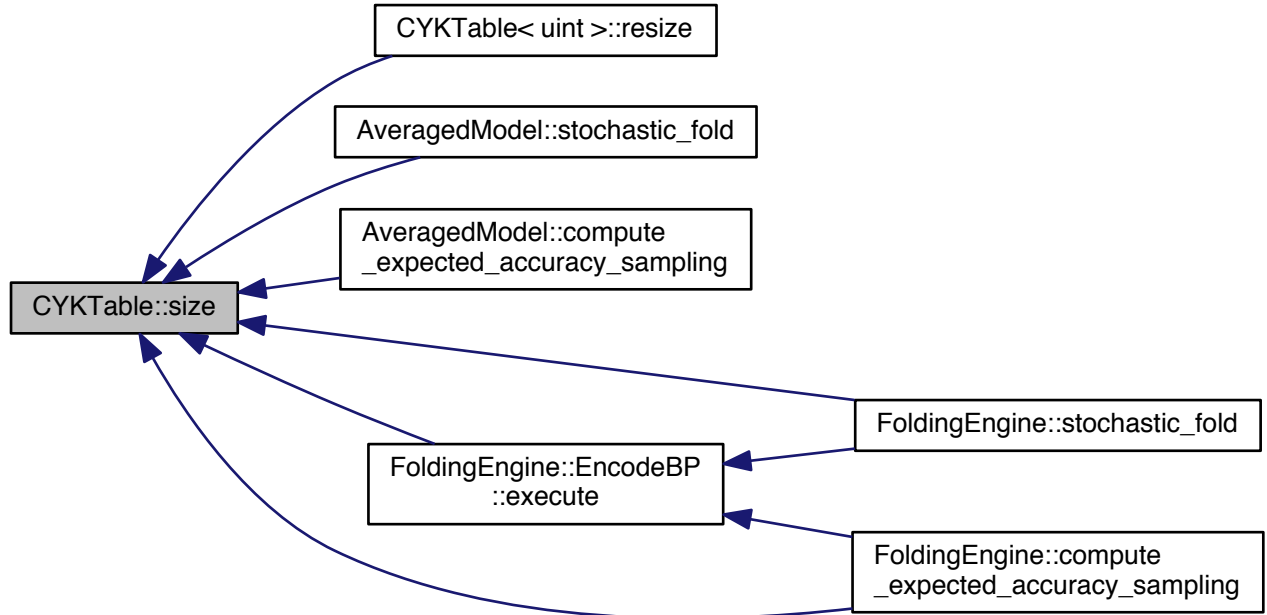 CYKTable< uint >::resize
AveragedModel::stochastic_fold
AveragedModel::compute
_expected_accuracy_sampling
CYKTable::size
FoldingEngine::stochastic_fold
FoldingEngine::EncodeBP
::execute
FoldingEngine::compute
_expected_accuracy_sampling